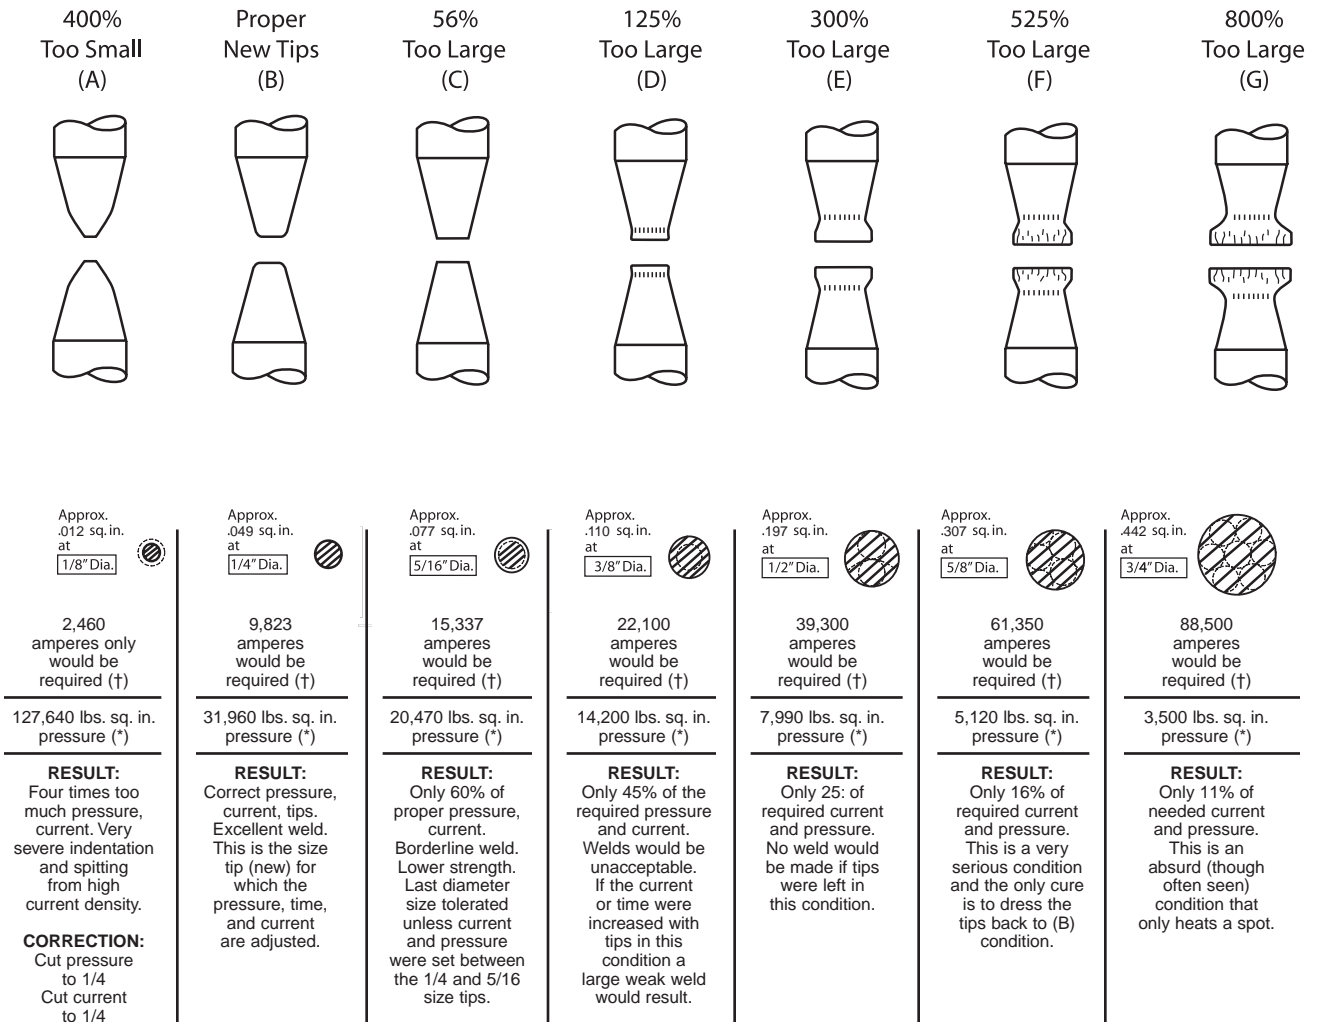 400%
Too Small
(A)
Proper
New Tips
(B)
56%
Too Large
(C)
125%
Too Large
(D)
300%
Too Large
(E)
525%
Too Large
(F)
800%
Too Large
(G)
Approx.
.012 sq. in.
at
1/8" Dia.
2,460
amperes only
would be
required (†)
127,640 lbs. sq. in.
pressure (*)
RESULT:
Four times too
much pressure,
current. Very
severe indentation
and spitting
from high
current density.
CORRECTION:
Cut pressure
to 1/4
Cut current
to 1/4
Approx.
.049 sq. in.
at
1/4" Dia.
9,823
amperes
would be
required (†)
31,960 lbs. sq. in.
pressure (*)
RESULT:
Correct pressure,
current, tips.
Excellent weld.
This is the size
tip (new) for
which the
pressure, time,
and current
are adjusted.
Approx.
.077 sq. in.
at
5/16" Dia.
15,337
amperes
would be
required (†)
20,470 lbs. sq. in.
pressure (*)
RESULT:
Only 60% of
proper pressure,
current.
Borderline weld.
Lower strength.
Last diameter
size tolerated
unless current
and pressure
were set between
the 1/4 and 5/16
size tips.
Approx.
.110 sq. in.
at
3/8" Dia.
22,100
amperes
would be
required (†)
14,200 lbs. sq. in.
pressure (*)
RESULT:
Only 45% of the
required pressure
and current.
Welds would be
unacceptable.
If the current
or time were
increased with
tips in this
condition a
large weak weld
would result.
Approx.
.197 sq. in.
at
1/2" Dia.
39,300
amperes
would be
required (†)
7,990 lbs. sq. in.
pressure (*)
RESULT:
Only 25: of
required current
and pressure.
No weld would
be made if tips
were left in
this condition.
Approx.
.307 sq. in.
at
5/8" Dia.
61,350
amperes
would be
required (†)
5,120 lbs. sq. in.
pressure (*)
RESULT:
Only 16% of
required current
and pressure.
This is a very
serious condition
and the only cure
is to dress the
tips back to (B)
condition.
Approx.
.442 sq. in.
at
3/4" Dia.
88,500
amperes
would be
required (†)
3,500 lbs. sq. in.
pressure (*)
RESULT:
Only 11% of
needed current
and pressure.
This is an
absurd (though
often seen)
condition that
only heats a spot.